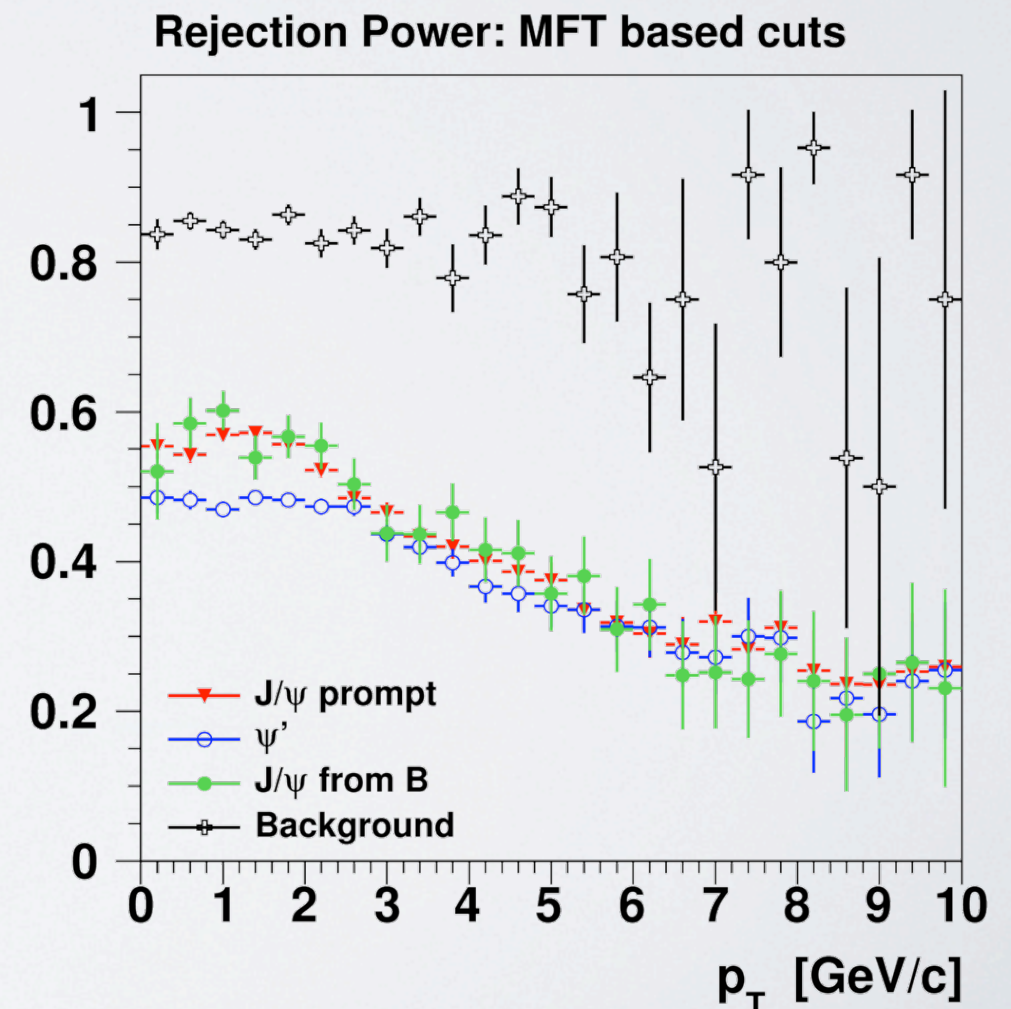 Rejection Power: MFT based cuts
1
0.8
0.6
0.4
0.2
0
J/ψ prompt
ψ'
J/ψ from B
Background
0 1 2 3 4 5 6 7 8 9 10
p_T [GeV/c]